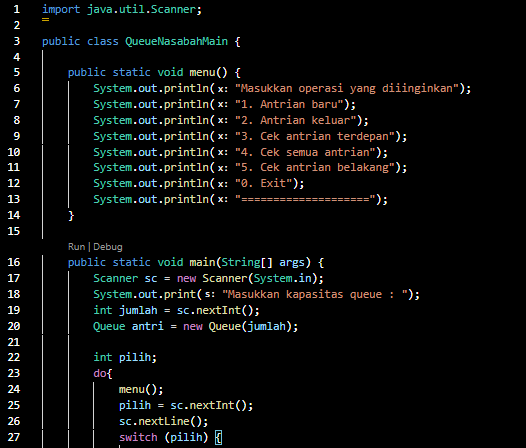 1 import java.util.Scanner;
2
3 public class QueueNasabahMain {
4
5 public static void menu() {
6 System.out.println(x: "Masukkan operasi yang diiinginkan");
7 System.out.println(x: "1. Antrian baru");
8 System.out.println(x: "2. Antrian keluar");
9 System.out.println(x: "3. Cek antrian terdepan");
10 System.out.println(x: "4. Cek semua antrian");
11 System.out.println(x: "5. Cek antrian belakang");
12 System.out.println(x: "0. Exit");
13 System.out.println(x: "====================");
14 }
15
Run | Debug
16 public static void main(String[] args) {
17 Scanner sc = new Scanner(System.in);
18 System.out.print(s: "Masukkan kapasitas queue : ");
19 int jumlah = sc.nextInt();
20 Queue antri = new Queue(jumlah);
21
22 int pilih;
23 do{
24 menu();
25 pilih = sc.nextInt();
26 sc.nextLine();
27 switch (pilih) {